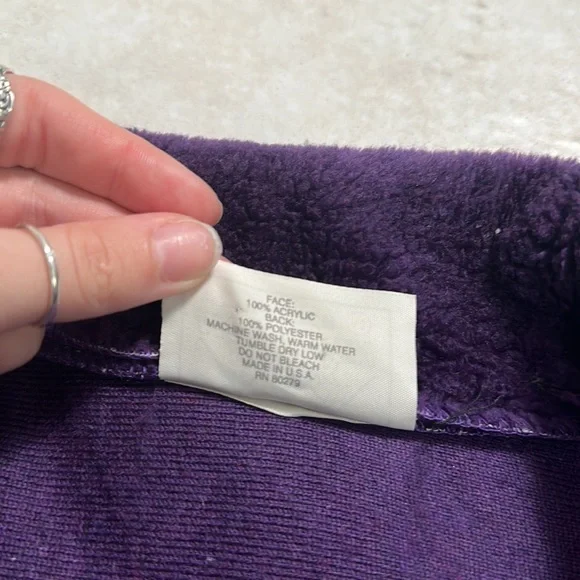 FACE:
100% ACRYLIC
BACK:
100% POLYESTER
MACHINE WASH, WARM WATER
TUMBLE DRY LOW
DO NOT BLEACH
MADE IN U.S.A.
RN 80279